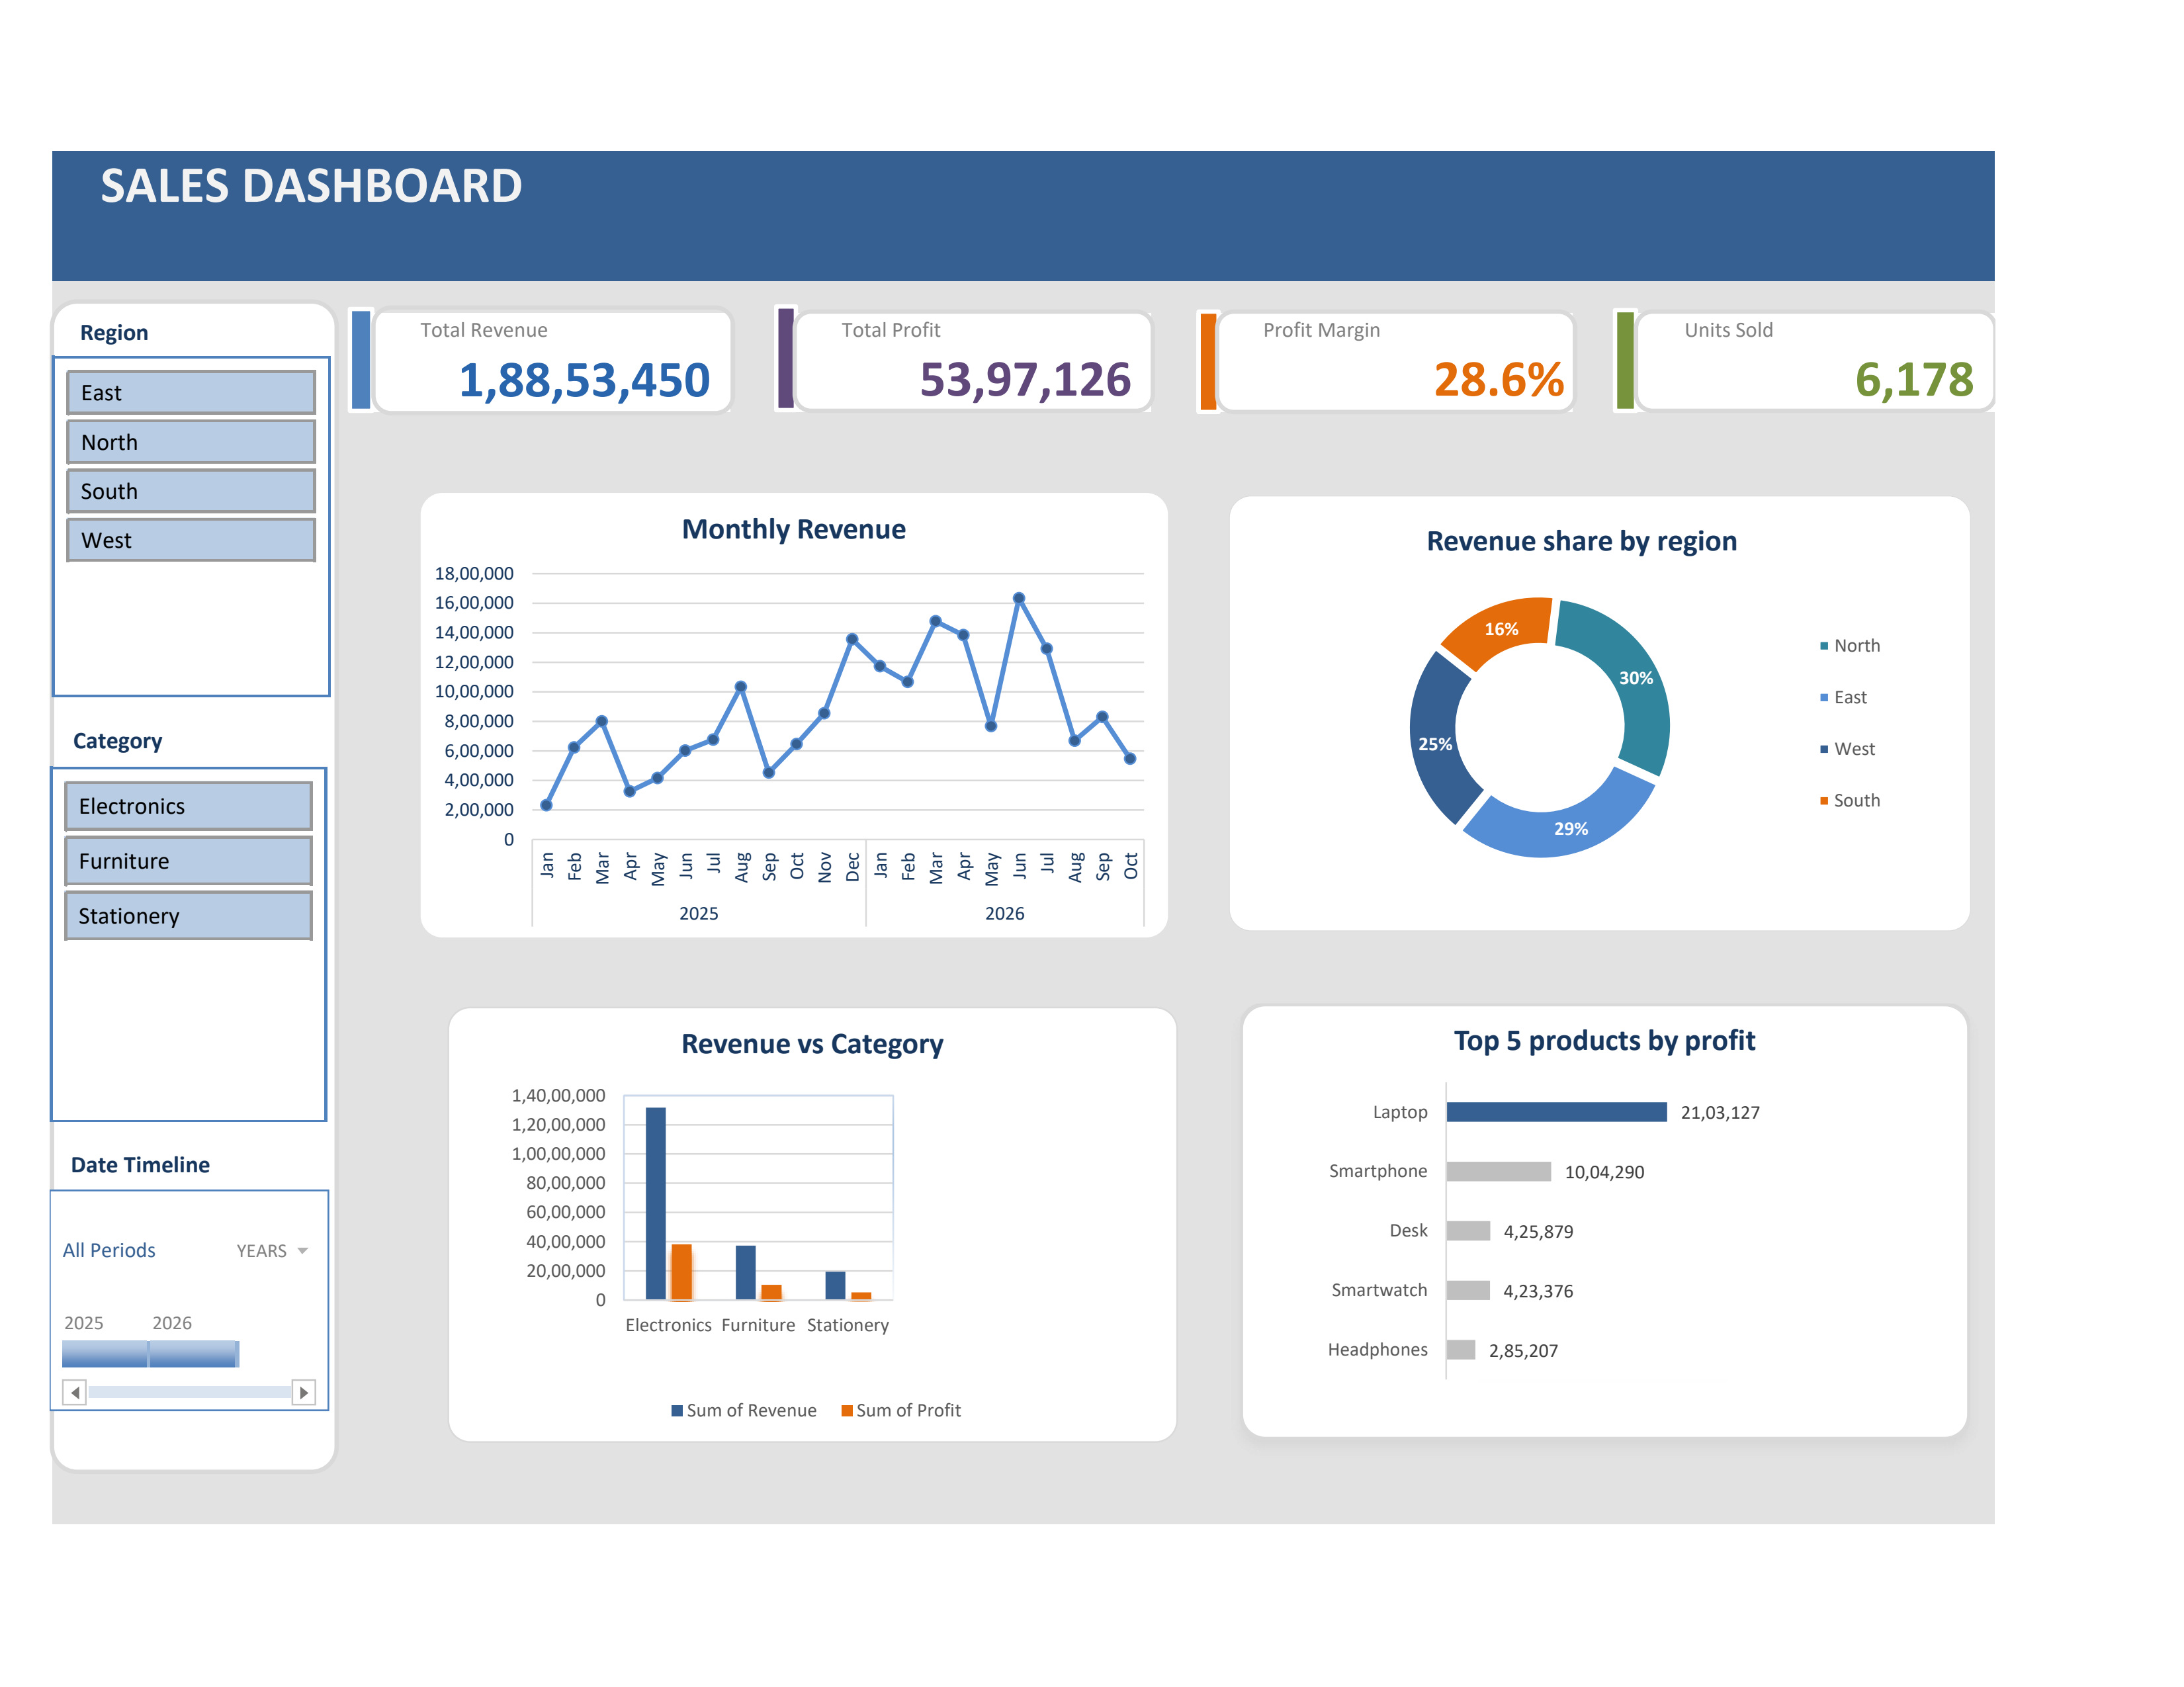 SALES DASHBOARD
Region
East
North
South
West
Category
Electronics
Furniture
Stationery
Date Timeline
All Periods YEARS
2025 2026
Total Revenue
1,88,53,450
Total Profit
53,97,126
Profit Margin
28.6%
Units Sold
6,178
Monthly Revenue
18,00,000
16,00,000
14,00,000
12,00,000
10,00,000
8,00,000
6,00,000
4,00,000
2,00,000
0
Jan Feb Mar Apr May Jun Jul Aug Sep Oct Nov Dec Jan Feb Mar Apr May Jun Jul Aug Sep Oct
2025 2026
Revenue share by region
16%
30%
25%
29%
North
East
West
South
Revenue vs Category
1,40,00,000
1,20,00,000
1,00,00,000
80,00,000
60,00,000
40,00,000
20,00,000
0
Electronics Furniture Stationery
Sum of Revenue Sum of Profit
Top 5 products by profit
Laptop 21,03,127
Smartphone 10,04,290
Desk 4,25,879
Smartwatch 4,23,376
Headphones 2,85,207